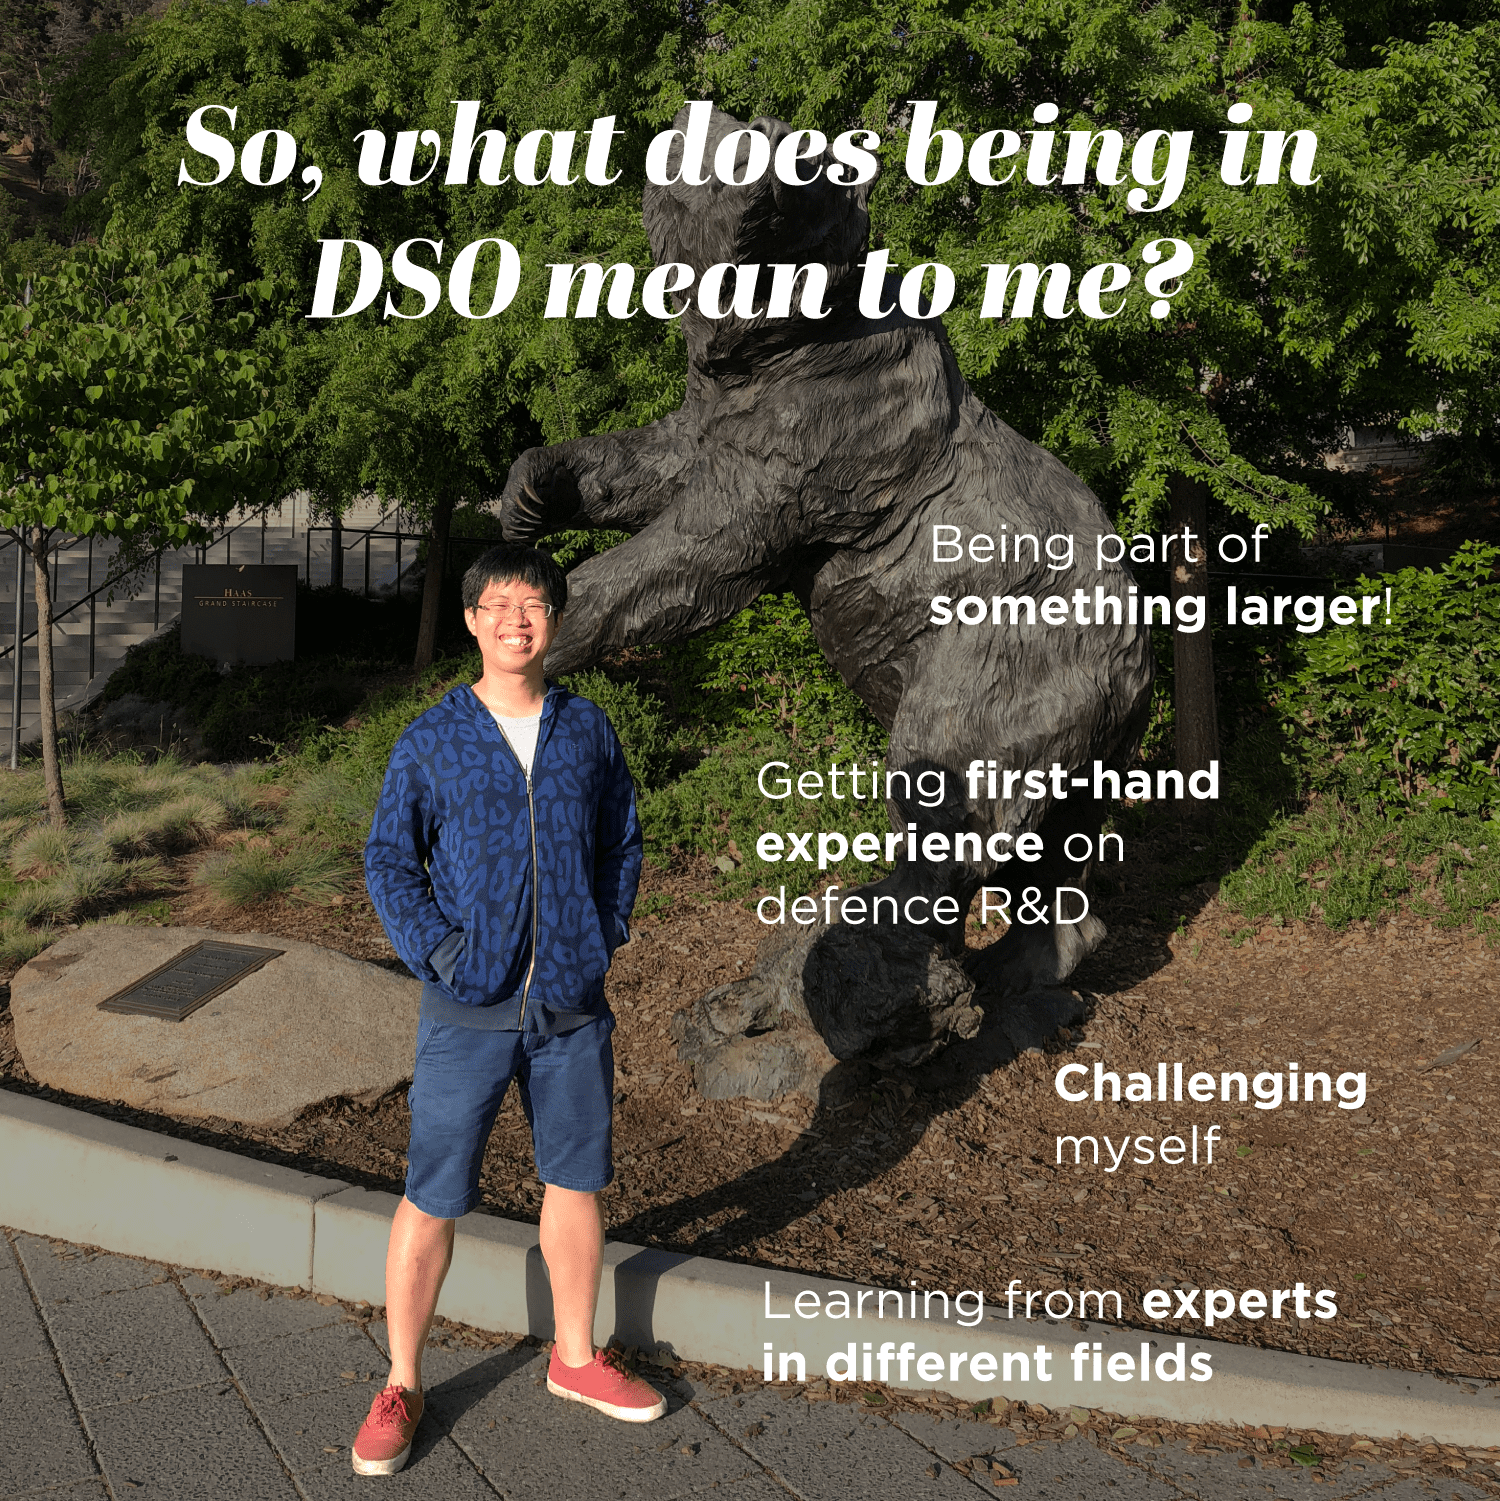 So, what does being in
DSO mean to me?
Being part of
something larger!
HAAS
GRAND STAIRCASE
Getting first-hand
experience on
defence R&D
Challenging
myself
Learning from experts
in different fields